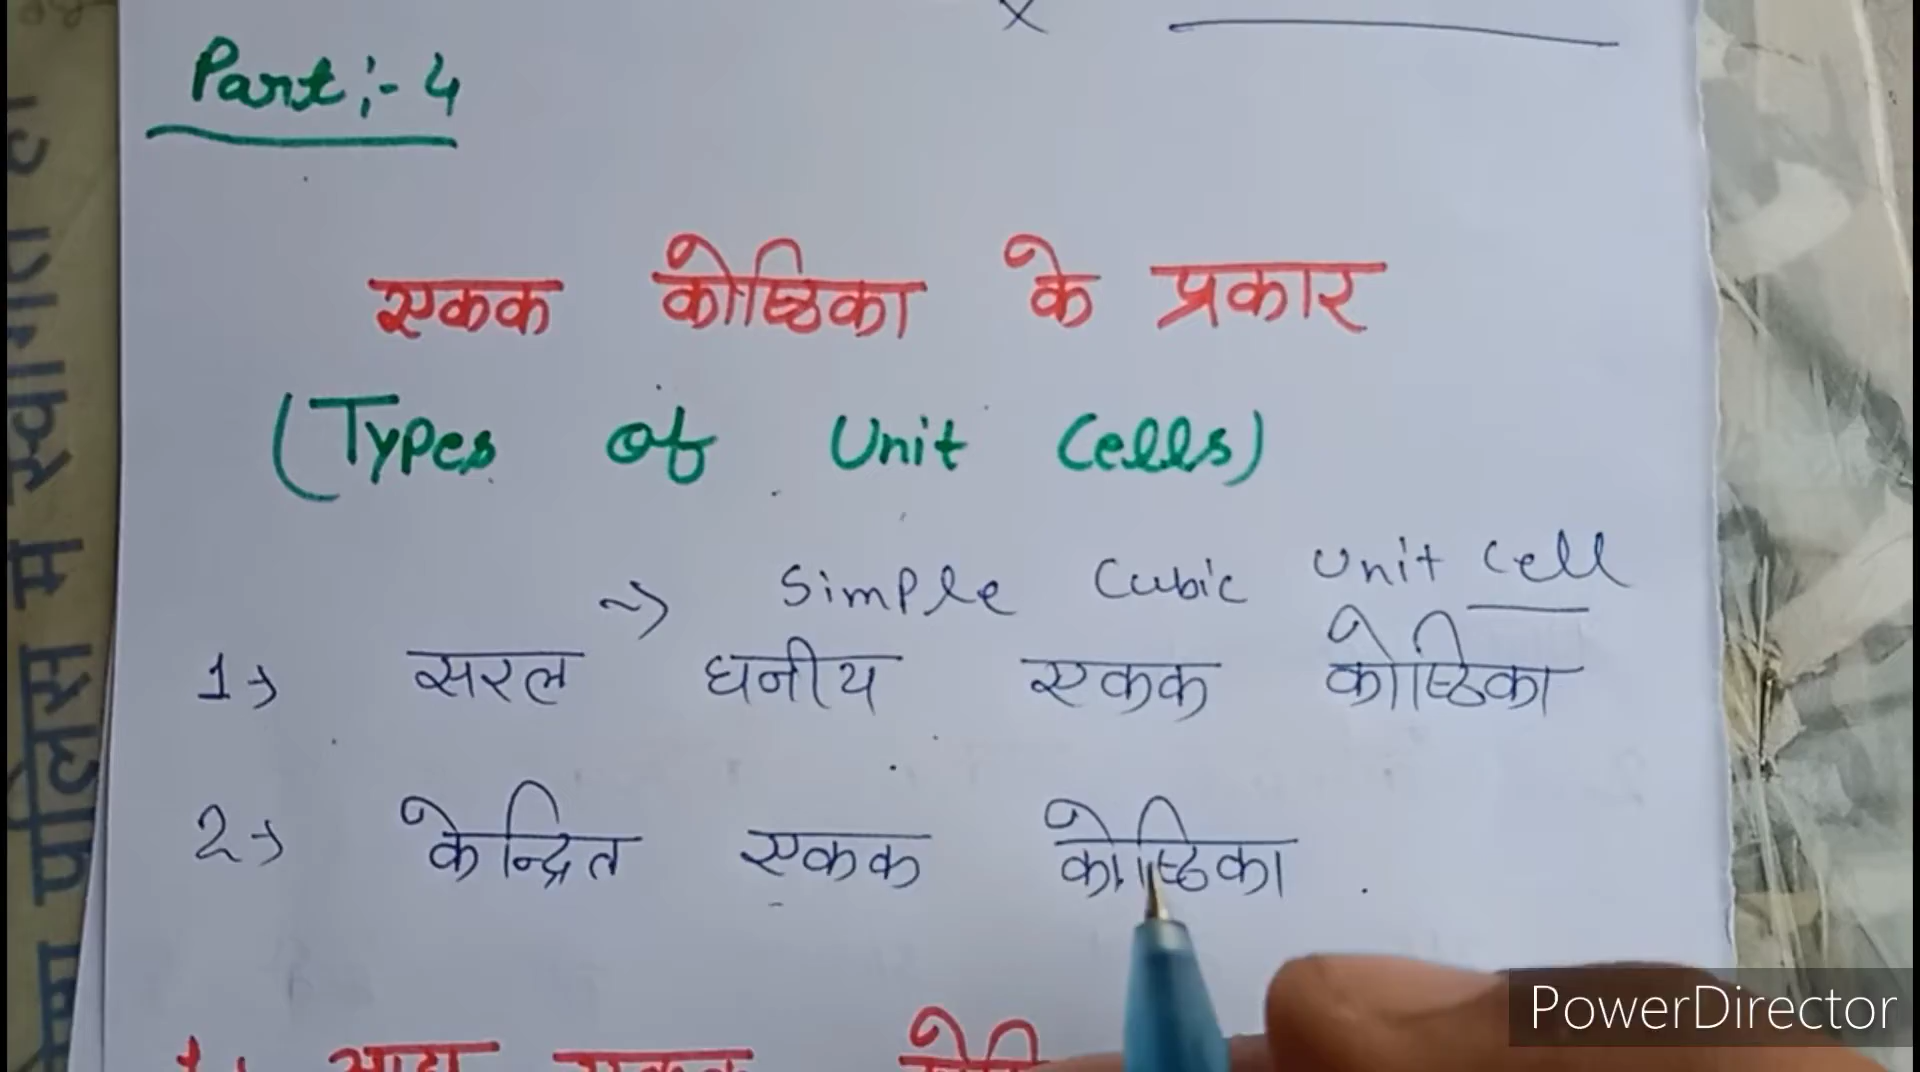 Part:- 4
एकक कोष्ठिका के प्रकार
(Types of Unit Cells)
→ Simple Cubic Unit Cell
1→ सरल घनीय एकक कोष्ठिका
2→ केन्द्रित एकक कोष्ठिका
PowerDirector